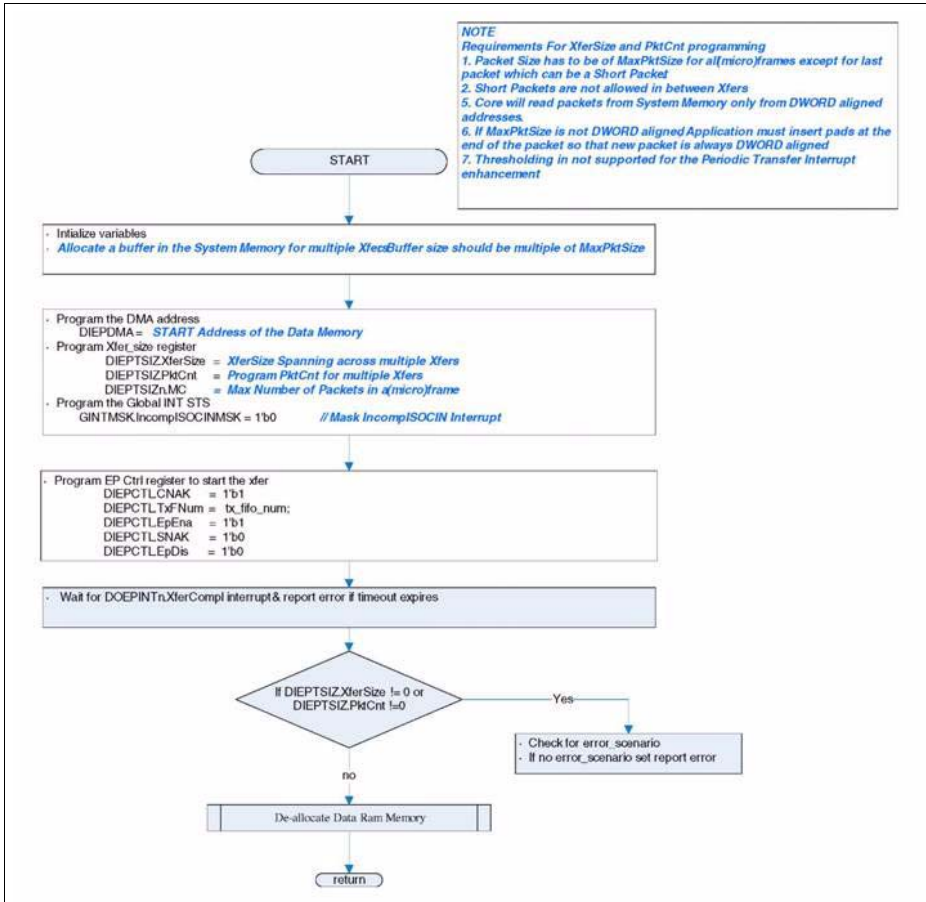 NOTE
Requirements For XferSize and PktCnt programming
1. Packet Size has to be of MaxPktSize for all(micro)frames except for last
packet which can be a Short Packet
2. Short Packets are not allowed in between Xfers
5. Core will read packets from System Memory only from DWORD aligned
addresses.
6. If MaxPktSize is not DWORD aligned, Application must insert pads at the
end of the packet so that new packet is always DWORD aligned
7. Thresholding in not supported for the Periodic Transfer Interrupt
enhancement
START
· Intialize variables
· Allocate a buffer in the System Memory for multiple Xfers Buffer size should be multiple ot MaxPktSize
· Program the DMA address
DIEPDMA = START Address of the Data Memory
· Program Xfer_size register
DIEPTSIZ.XferSize = XferSize Spanning across multiple Xfers
DIEPTSIZ.PktCnt = Program PktCnt for multiple Xfers
DIEPTSIZn.MC = Max Number of Packets in a(micro)frame
· Program the Global INT STS
GINTMSK.IncompISOCINMSK = 1'b0 // Mask IncompISOCIN Interrupt
· Program EP Ctrl register to start the xfer
DIEPCTL.CNAK = 1'b1
DIEPCTL.TxFNum = tx_fifo_num;
DIEPCTL.EpEna = 1'b1
DIEPCTL.SNAK = 1'b0
DIEPCTL.EpDis = 1'b0
· Wait for DOEPINTn.XferCompl interrupt & report error if timeout expires
If DIEPTSIZ.XferSize != 0 or
DIEPTSIZ.PktCnt !=0
Yes
· Check for error_scenario
· If no error_scenario set report error
no
De-allocate Data Ram Memory
return